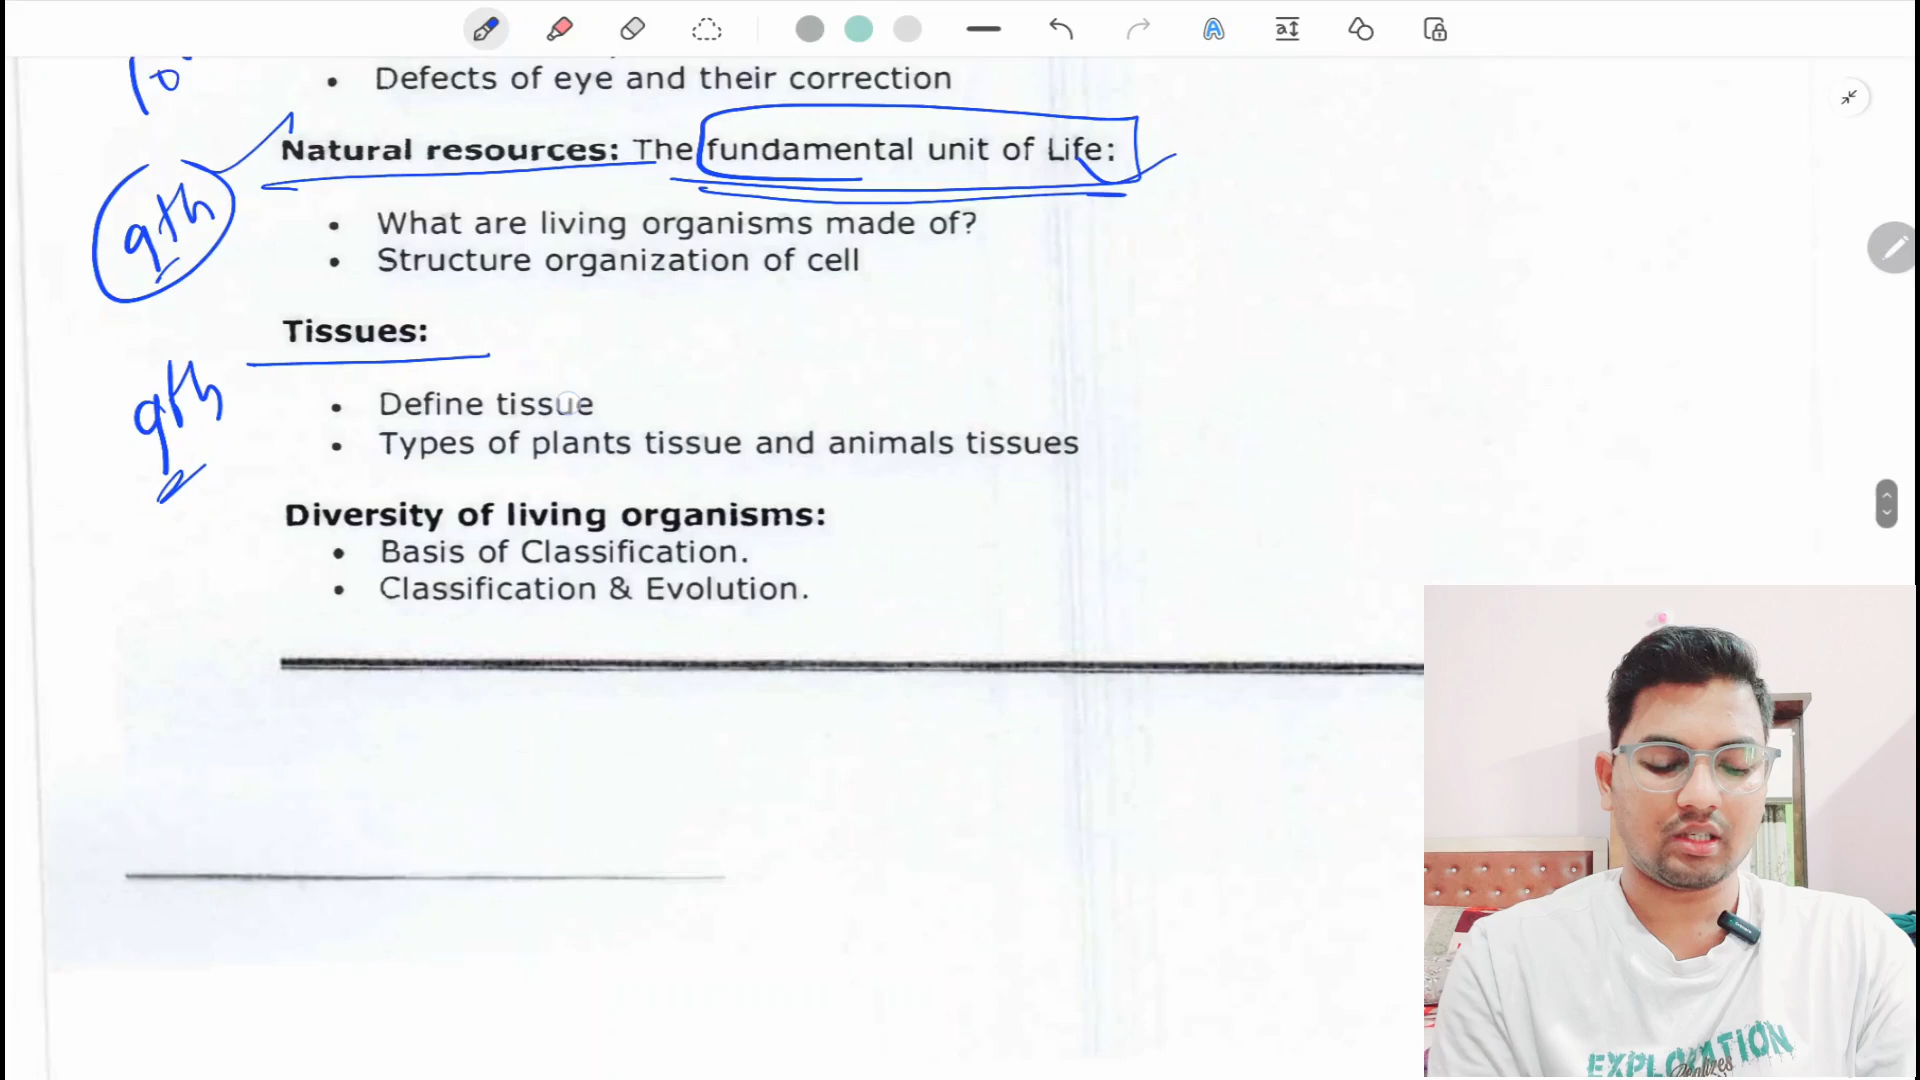 10
• Defects of eye and their correction
Natural resources: The fundamental unit of Life:
9th
• What are living organisms made of?
• Structure organization of cell
Tissues:
9th
• Define tissue
• Types of plants tissue and animals tissues
Diversity of living organisms:
• Basis of Classification.
• Classification & Evolution.
EXPLORATION
Realizes